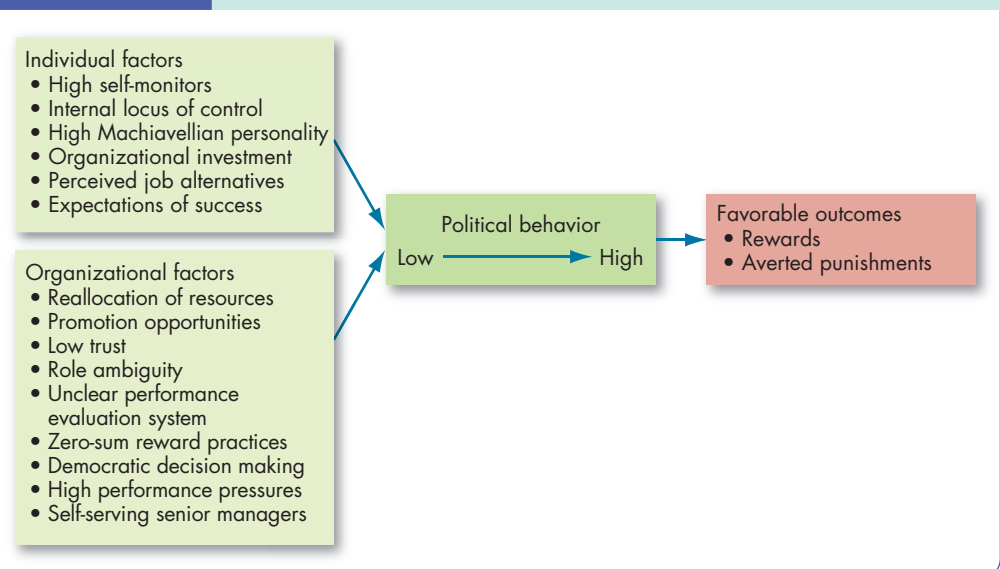 Individual factors
• High self-monitors
• Internal locus of control
• High Machiavellian personality
• Organizational investment
• Perceived job alternatives
• Expectations of success
Organizational factors
• Reallocation of resources
• Promotion opportunities
• Low trust
• Role ambiguity
• Unclear performance
evaluation system
• Zero-sum reward practices
• Democratic decision making
• High performance pressures
• Self-serving senior managers
Political behavior
Low High
Favorable outcomes
• Rewards
• Averted punishments